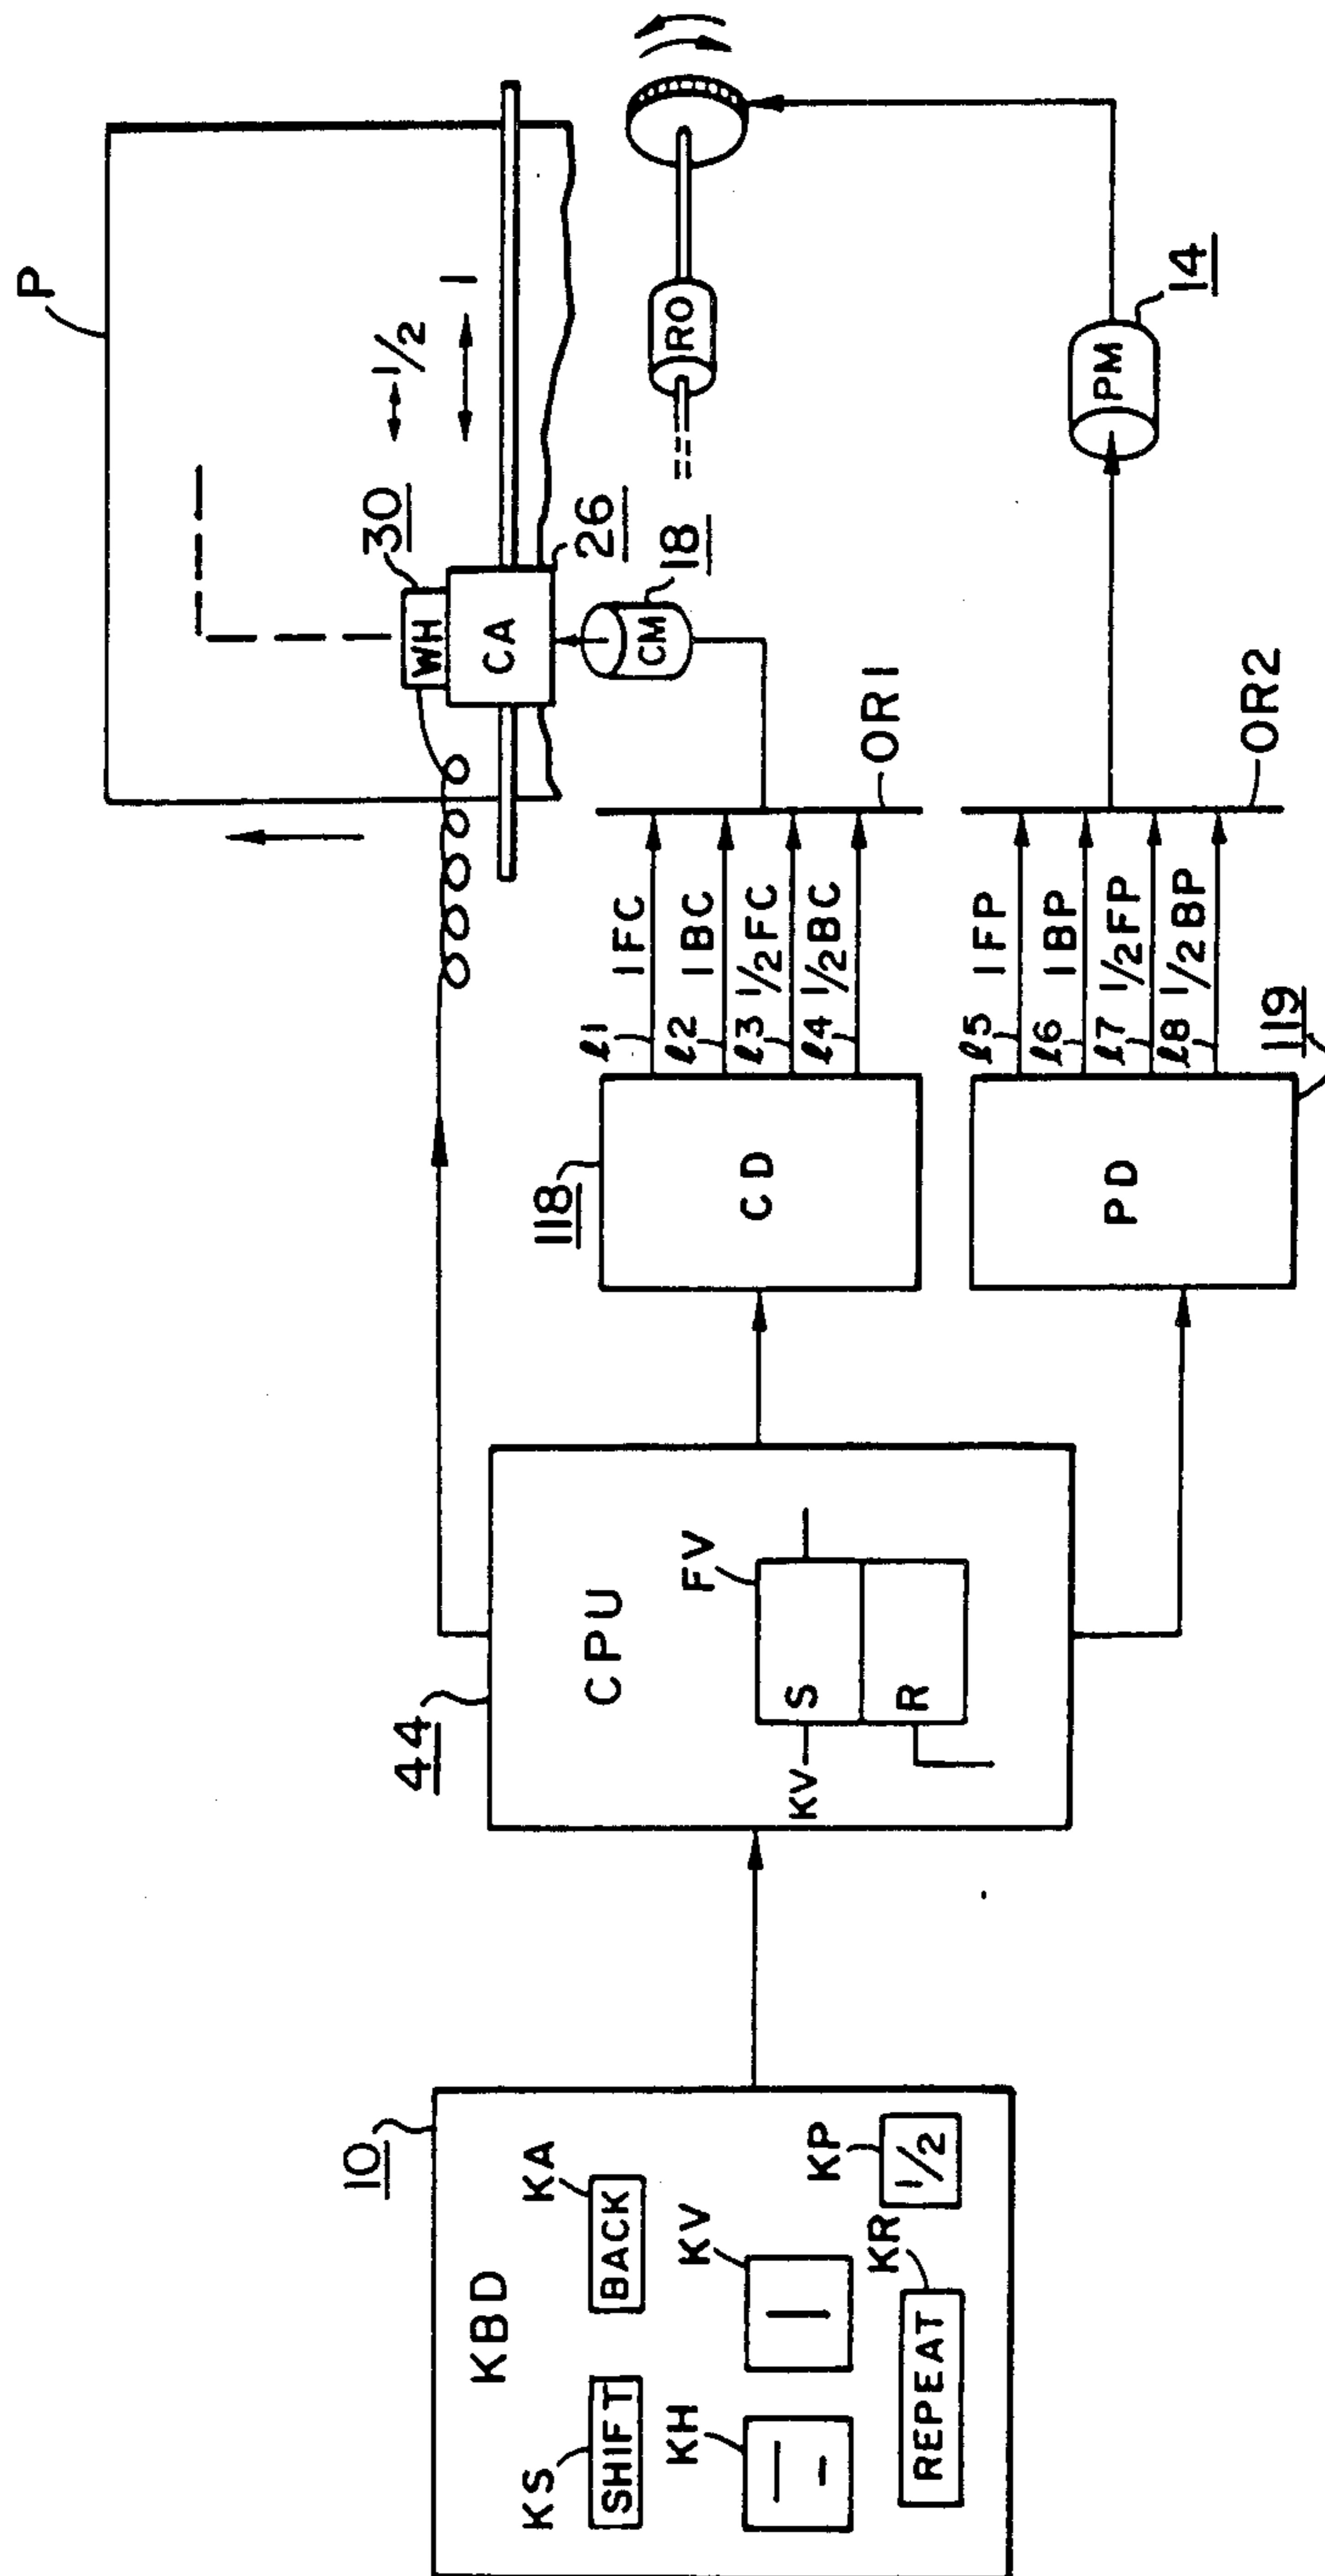 10
KBD
KS
SHIFT
KA
BACK
KH
KV
KP
1/2
KR
REPEAT
44
CPU
FV
KV
S
R
118
CD
ℓ1 1FC
ℓ2 1BC
ℓ3 1/2FC
ℓ4 1/2BC
OR1
119
PD
ℓ5 1FP
ℓ6 1BP
ℓ7 1/2FP
ℓ8 1/2BP
OR2
P
1/2
1
30
WH
CA
26
CM
18
RO
PM
14